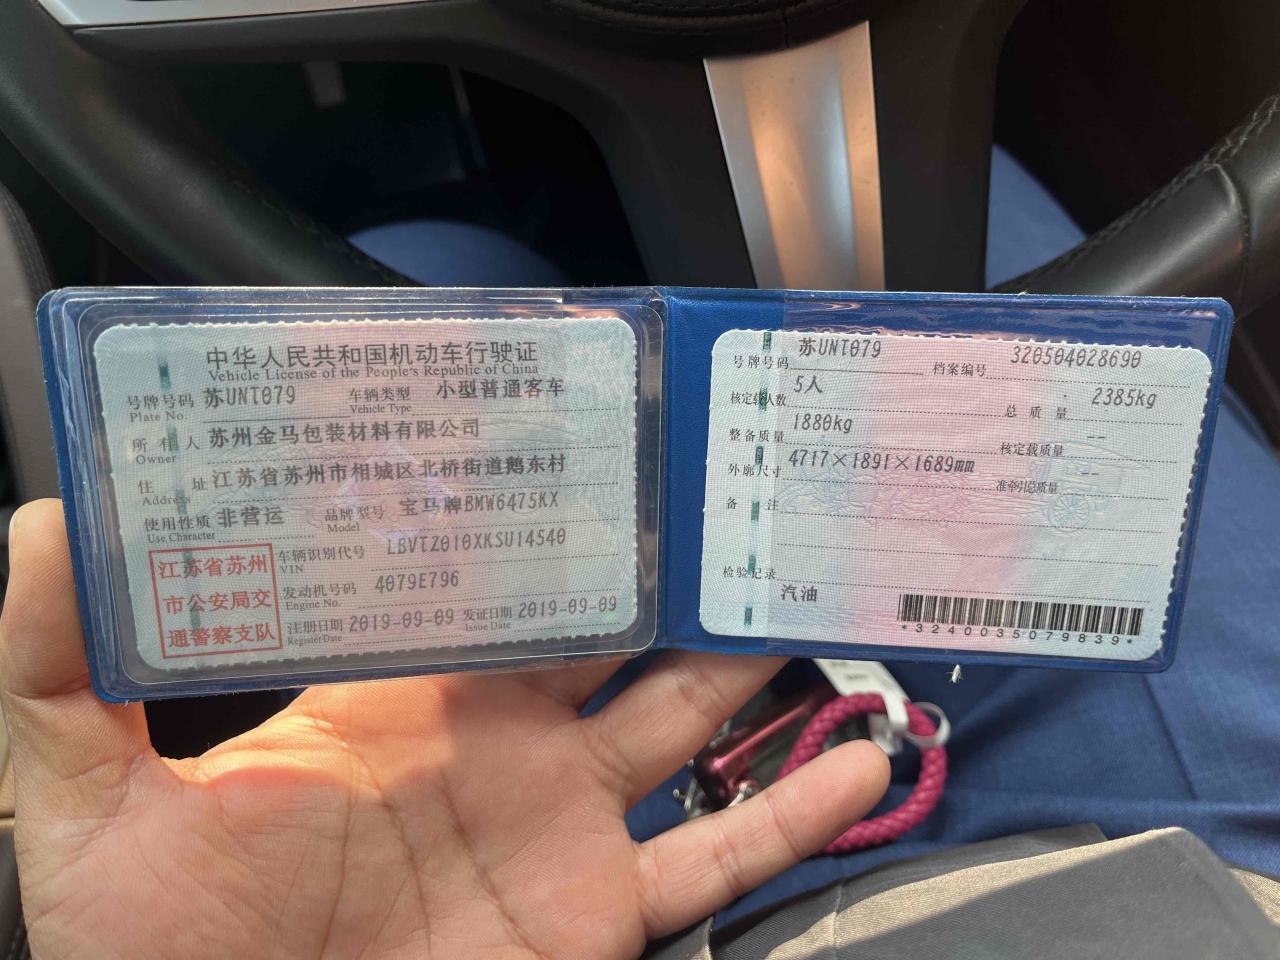 中华人民共和国机动车行驶证
Vehicle License of the People's Republic of China
号牌号码 苏UNT079 车辆类型 小型普通客车
Plate No. Vehicle Type
所有人 苏州金马包装材料有限公司
Owner
住址 江苏省苏州市相城区北桥街道鹅东村
Address
使用性质 非营运 品牌型号 宝马牌BMW6475KX
Use Character Model
江苏省苏州
市公安局交
通警察支队
车辆识别代号 LBVTZ010XKSU14540
VIN
发动机号码 4079E796
Engine No.
注册日期 2019-09-09 发证日期 2019-09-09
Register Date Issue Date
号牌号码 苏UNT079 档案编号 320504028690
核定载人数 5人 总质量 2385kg
整备质量 1880kg 核定载质量 --
外廓尺寸 4717×1891×1689mm 准牵引总质量 --
备注
检验记录
汽油
*3240035079839*